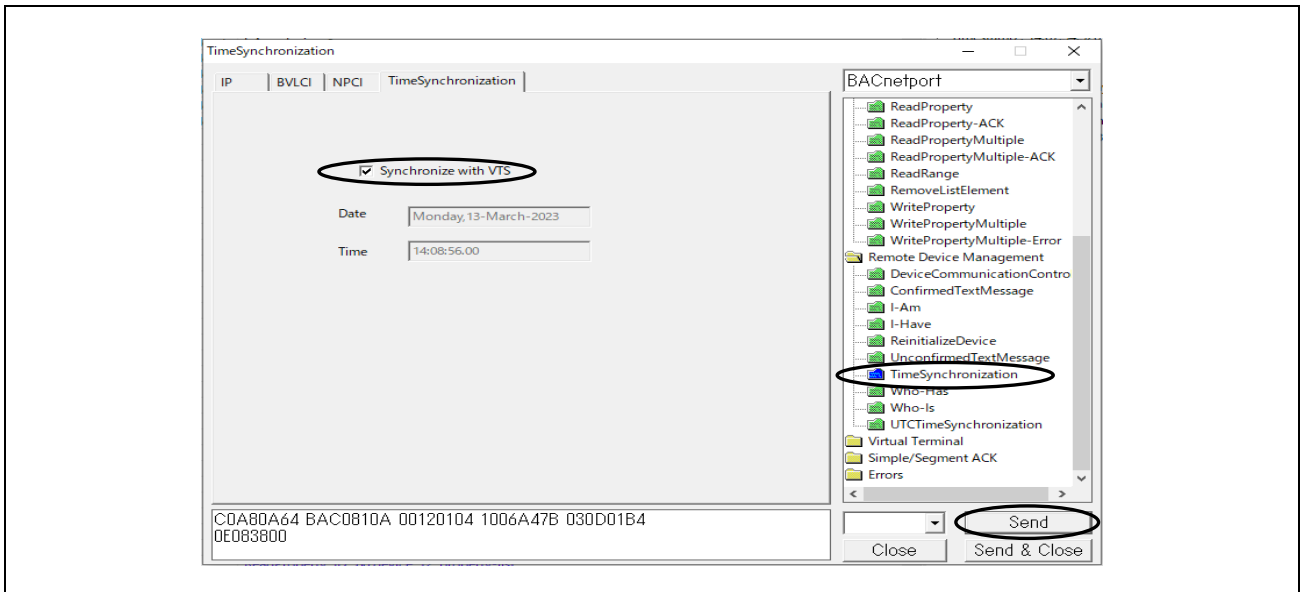 TimeSynchronization
IP BVLCI NPCI TimeSynchronization
Synchronize with VTS
Date Monday,13-March-2023
Time 14:08:56.00
C0A80A64 BAC0810A 00120104 1006A47B 030D01B4
0E083800
BACnetport
ReadProperty
ReadProperty-ACK
ReadPropertyMultiple
ReadPropertyMultiple-ACK
ReadRange
RemoveListElement
WriteProperty
WritePropertyMultiple
WritePropertyMultiple-Error
Remote Device Management
DeviceCommunicationContro
ConfirmedTextMessage
I-Am
I-Have
ReinitializeDevice
UnconfirmedTextMessage
TimeSynchronization
Who-Has
Who-Is
UTCTimeSynchronization
Virtual Terminal
Simple/Segment ACK
Errors
Send
Close Send & Close